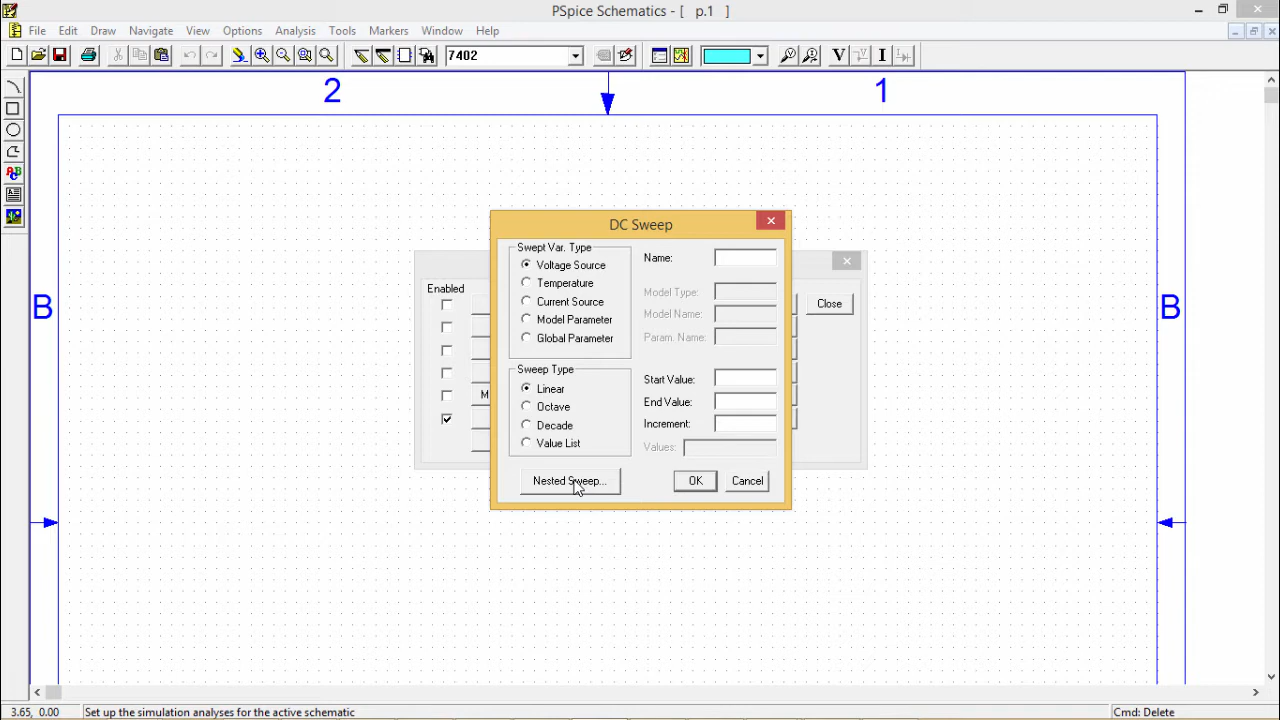 PSpice Schematics - [ p.1 ]
File Edit Draw Navigate View Options Analysis Tools Markers Window Help
7402
V I
2 1
ABC
DC Sweep
Swept Var. Type
Voltage Source
Temperature
Current Source
Model Parameter
Global Parameter
Name:
Model Type:
Model Name:
Param. Name:
Enabled
Close
B B
Sweep Type
Linear
Octave
Decade
Value List
Start Value:
End Value:
Increment:
Values:
M
Nested Sweep... OK Cancel
3.65, 0.00 Set up the simulation analyses for the active schematic Cmd: Delete